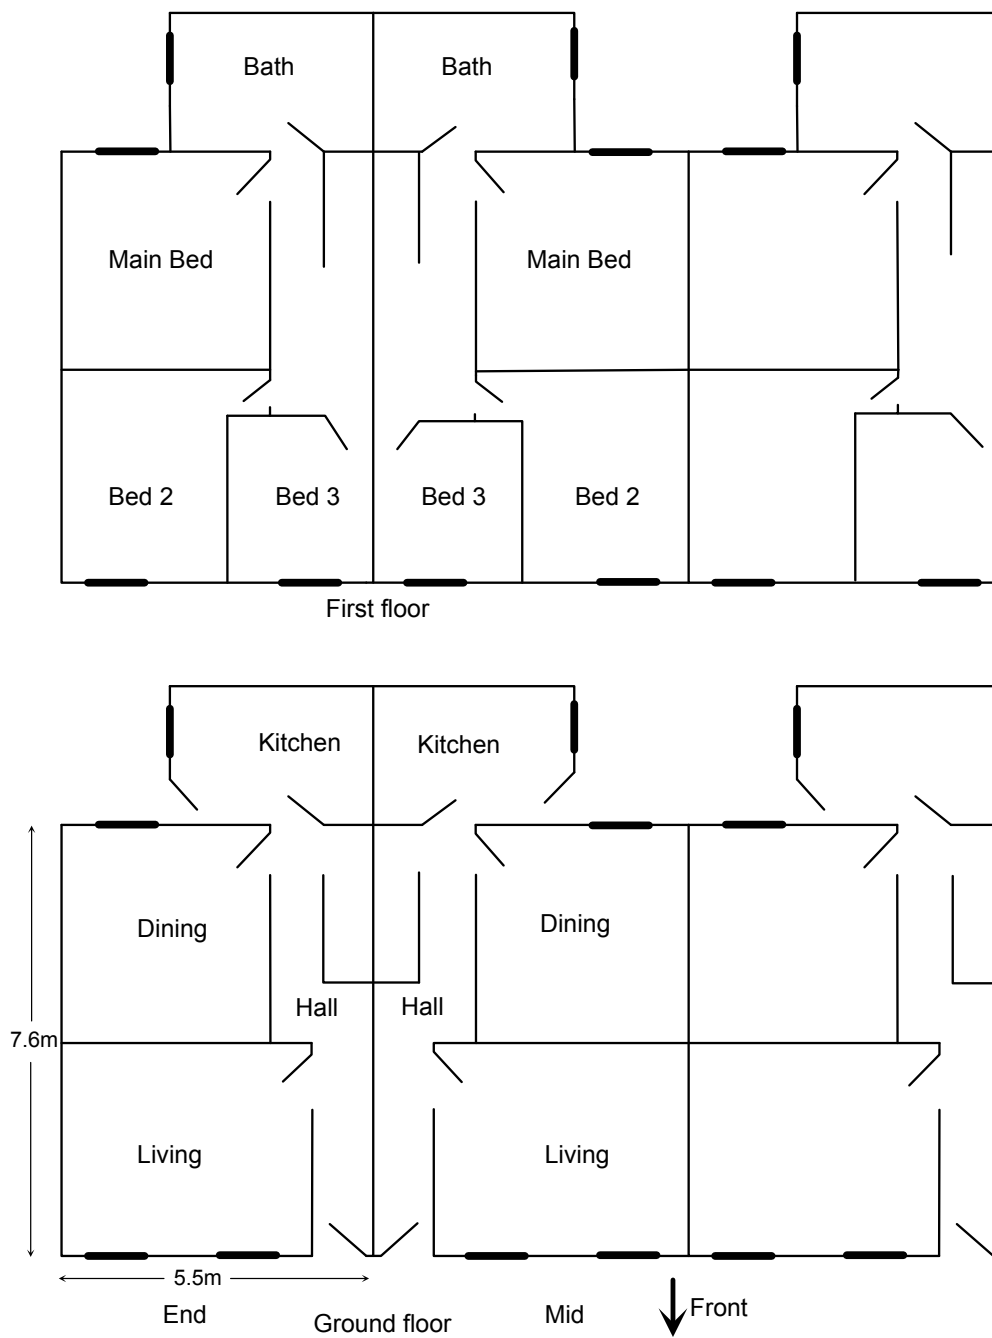 Bath Bath
Main Bed Main Bed
Bed 2 Bed 3 Bed 3 Bed 2
First floor
Kitchen Kitchen
Dining Dining
Hall Hall
7.6m
Living Living
5.5m
End Ground floor Mid Front